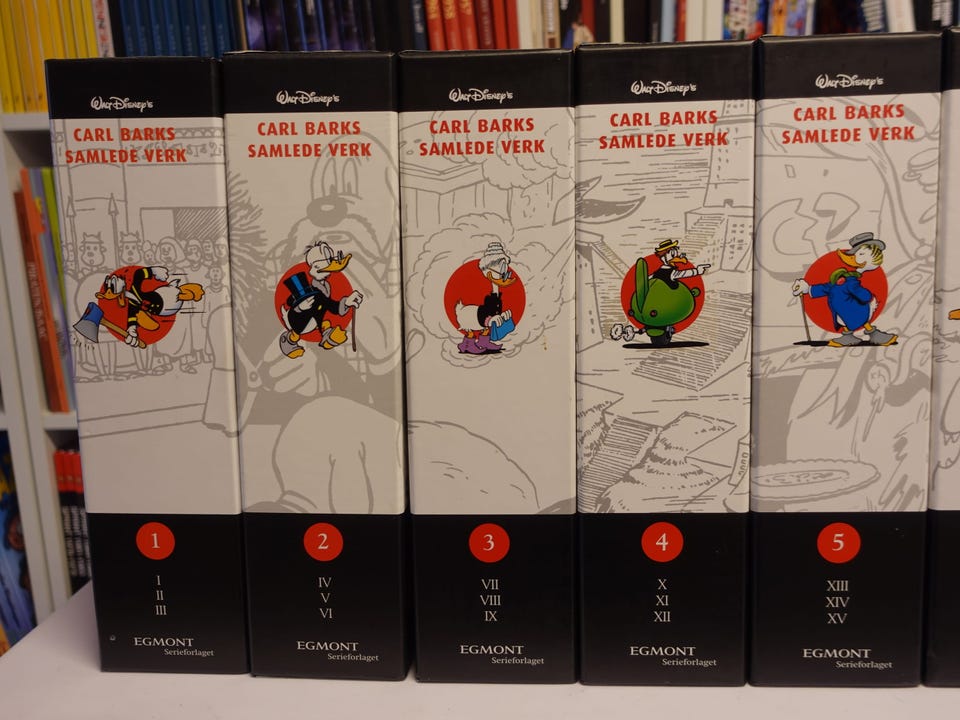 WALT DISNEY'S
CARL BARKS
SAMLEDE VERK
1
I
II
III
EGMONT
Serieforlaget
WALT DISNEY'S
CARL BARKS
SAMLEDE VERK
2
IV
V
VI
EGMONT
Serieforlaget
WALT DISNEY'S
CARL BARKS
SAMLEDE VERK
3
VII
VIII
IX
EGMONT
Serieforlaget
WALT DISNEY'S
CARL BARKS
SAMLEDE VERK
4
X
XI
XII
EGMONT
Serieforlaget
WALT DISNEY'S
CARL BARKS
SAMLEDE VERK
5
XIII
XIV
XV
EGMONT
Serieforlaget